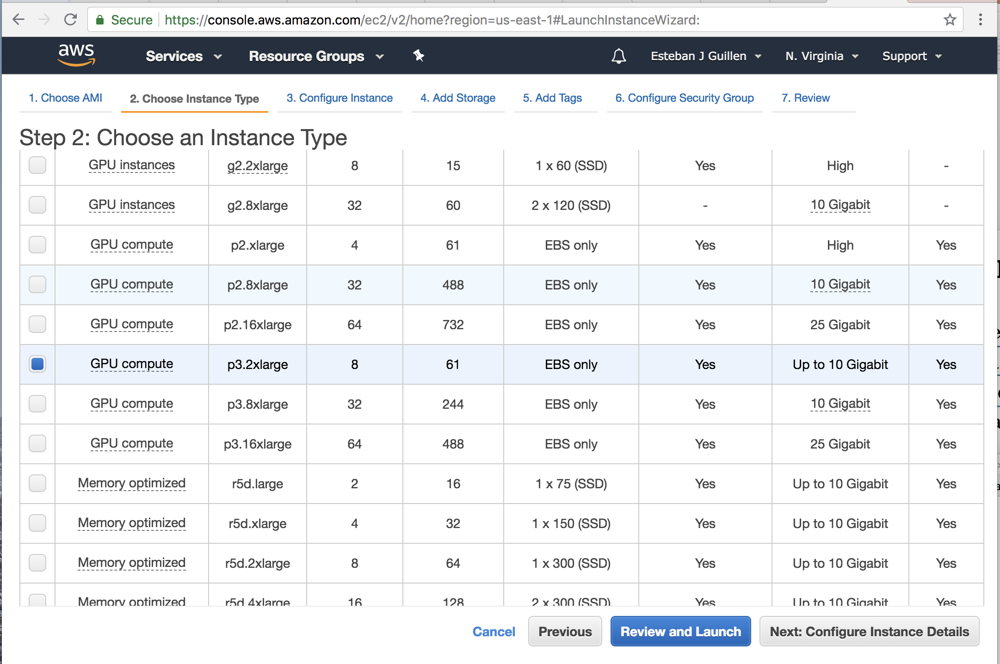 Secure https://console.aws.amazon.com/ec2/v2/home?region=us-east-1#LaunchInstanceWizard:
aws Services Resource Groups Esteban J Guillen N. Virginia Support
1. Choose AMI 2. Choose Instance Type 3. Configure Instance 4. Add Storage 5. Add Tags 6. Configure Security Group 7. Review
Step 2: Choose an Instance Type
GPU instances g2.2xlarge 8 15 1 x 60 (SSD) Yes High -
GPU instances g2.8xlarge 32 60 2 x 120 (SSD) - 10 Gigabit -
GPU compute p2.xlarge 4 61 EBS only Yes High Yes
GPU compute p2.8xlarge 32 488 EBS only Yes 10 Gigabit Yes
GPU compute p2.16xlarge 64 732 EBS only Yes 25 Gigabit Yes
GPU compute p3.2xlarge 8 61 EBS only Yes Up to 10 Gigabit Yes
GPU compute p3.8xlarge 32 244 EBS only Yes 10 Gigabit Yes
GPU compute p3.16xlarge 64 488 EBS only Yes 25 Gigabit Yes
Memory optimized r5d.large 2 16 1 x 75 (SSD) Yes Up to 10 Gigabit Yes
Memory optimized r5d.xlarge 4 32 1 x 150 (SSD) Yes Up to 10 Gigabit Yes
Memory optimized r5d.2xlarge 8 64 1 x 300 (SSD) Yes Up to 10 Gigabit Yes
Memory optimized r5d.4xlarge 16 128 2 x 300 (SSD) Yes Up to 10 Gigabit Yes
Cancel Previous Review and Launch Next: Configure Instance Details